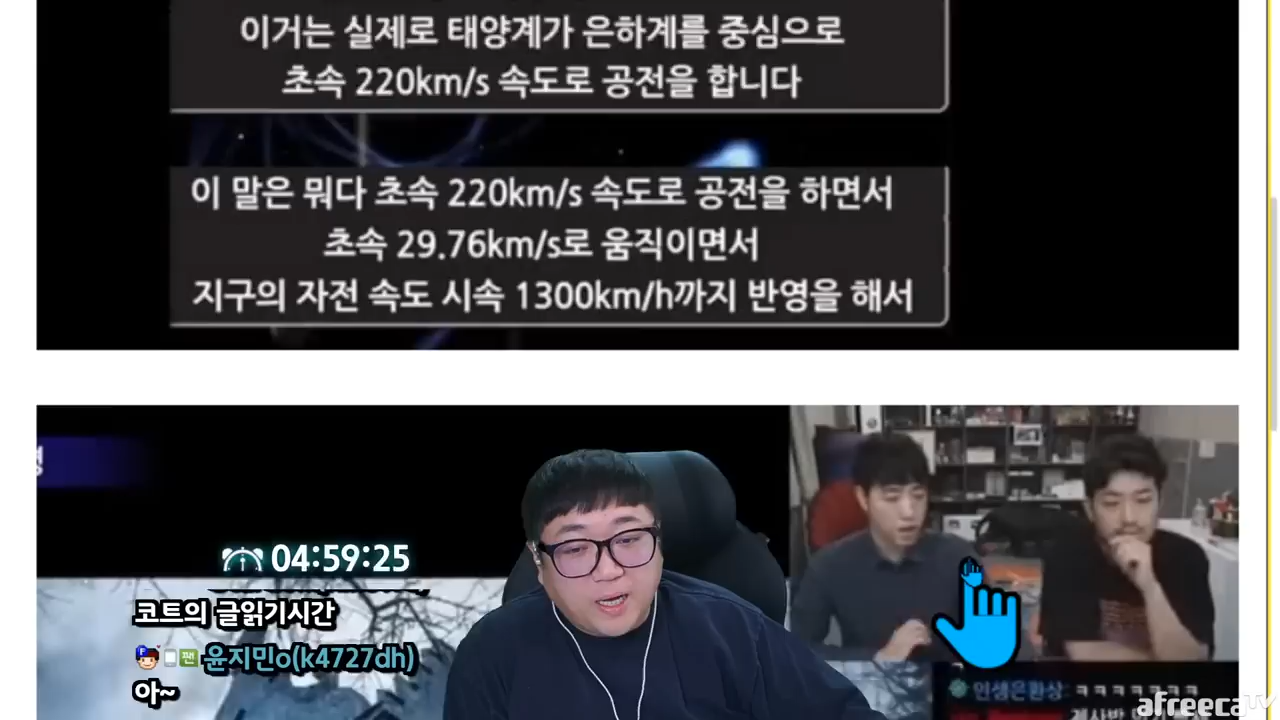 이거는 실제로 태양계가 은하계를 중심으로
초속 220km/s 속도로 공전을 합니다
이 말은 뭐다 초속 220km/s 속도로 공전을 하면서
초속 29.76km/s로 움직이면서
지구의 자전 속도 시속 1300km/h까지 반영을 해서
04:59:25
코트의 글읽기시간
윤지민o(k4727dh)
아~
인생은환상: ㅋㅋㅋㅋㅋㅋㅋ
afreecaTV